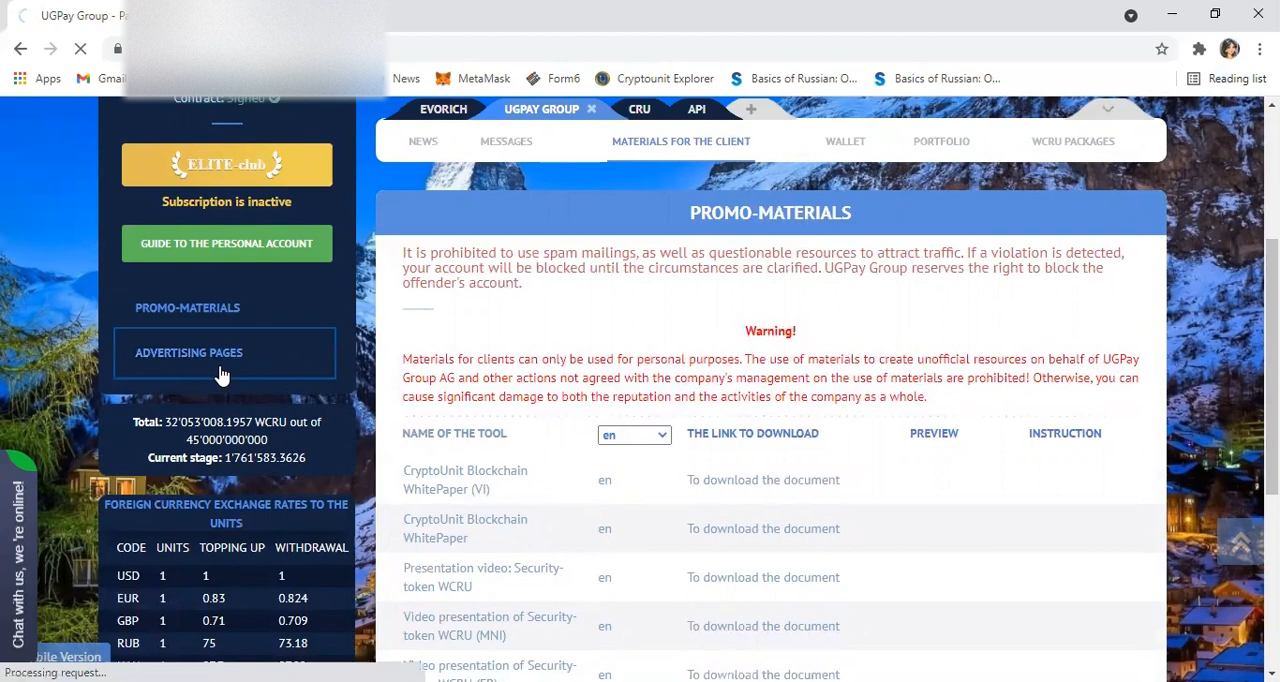 UGPay Group - P
Apps
Gmail
News
MetaMask
Form6
Cryptounit Explorer
Basics of Russian: O...
Basics of Russian: O...
Reading list
Contract: Signed
ELITE-club
Subscription is inactive
GUIDE TO THE PERSONAL ACCOUNT
PROMO-MATERIALS
ADVERTISING PAGES
Total: 32'053'008.1957 WCRU out of
45'000'000'000
Current stage: 1'761'583.3626
FOREIGN CURRENCY EXCHANGE RATES TO THE
UNITS
CODE UNITS TOPPING UP WITHDRAWAL
USD 1 1 1
EUR 1 0.83 0.824
GBP 1 0.71 0.709
RUB 1 75 73.18
Chat with us, we 're online!
bile Version
Processing request...
EVORICH
UGPAY GROUP
CRU
API
NEWS
MESSAGES
MATERIALS FOR THE CLIENT
WALLET
PORTFOLIO
WCRU PACKAGES
PROMO-MATERIALS
It is prohibited to use spam mailings, as well as questionable resources to attract traffic. If a violation is detected,
your account will be blocked until the circumstances are clarified. UGPay Group reserves the right to block the
offender's account.
Warning!
Materials for clients can only be used for personal purposes. The use of materials to create unofficial resources on behalf of UGPay
Group AG and other actions not agreed with the company's management on the use of materials are prohibited! Otherwise, you can
cause significant damage to both the reputation and the activities of the company as a whole.
NAME OF THE TOOL
en
THE LINK TO DOWNLOAD
PREVIEW
INSTRUCTION
CryptoUnit Blockchain
WhitePaper (VI)
en
To download the document
CryptoUnit Blockchain
WhitePaper
en
To download the document
Presentation video: Security-
token WCRU
en
To download the document
Video presentation of Security-
token WCRU (MNI)
en
To download the document
Video presentation of Security-
en
To download the document